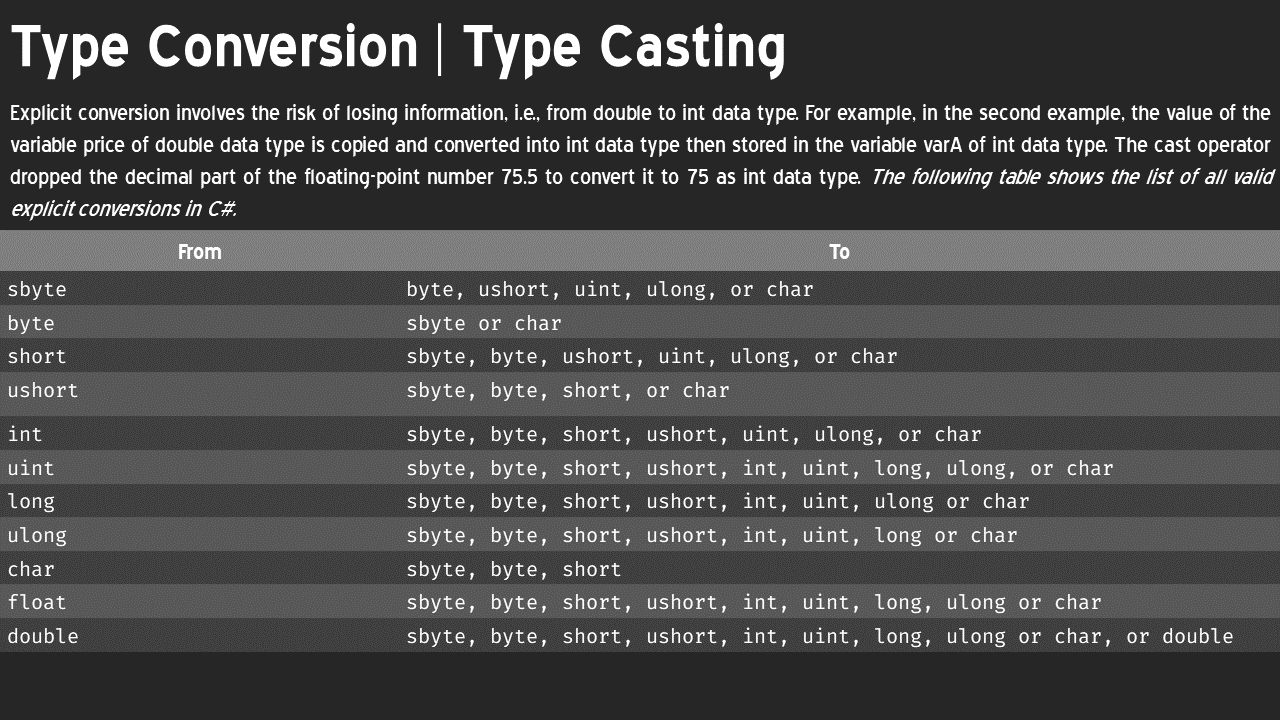 Type Conversion | Type Casting
Explicit conversion involves the risk of losing information, i.e., from double to int data type. For example, in the second example, the value of the
variable price of double data type is copied and converted into int data type then stored in the variable varA of int data type. The cast operator
dropped the decimal part of the floating-point number 75.5 to convert it to 75 as int data type. The following table shows the list of all valid
explicit conversions in C#.
From To
sbyte byte, ushort, uint, ulong, or char
byte sbyte or char
short sbyte, byte, ushort, uint, ulong, or char
ushort sbyte, byte, short, or char
int sbyte, byte, short, ushort, uint, ulong, or char
uint sbyte, byte, short, ushort, int, uint, long, ulong, or char
long sbyte, byte, short, ushort, int, uint, ulong or char
ulong sbyte, byte, short, ushort, int, uint, long or char
char sbyte, byte, short
float sbyte, byte, short, ushort, int, uint, long, ulong or char
double sbyte, byte, short, ushort, int, uint, long, ulong or char, or double